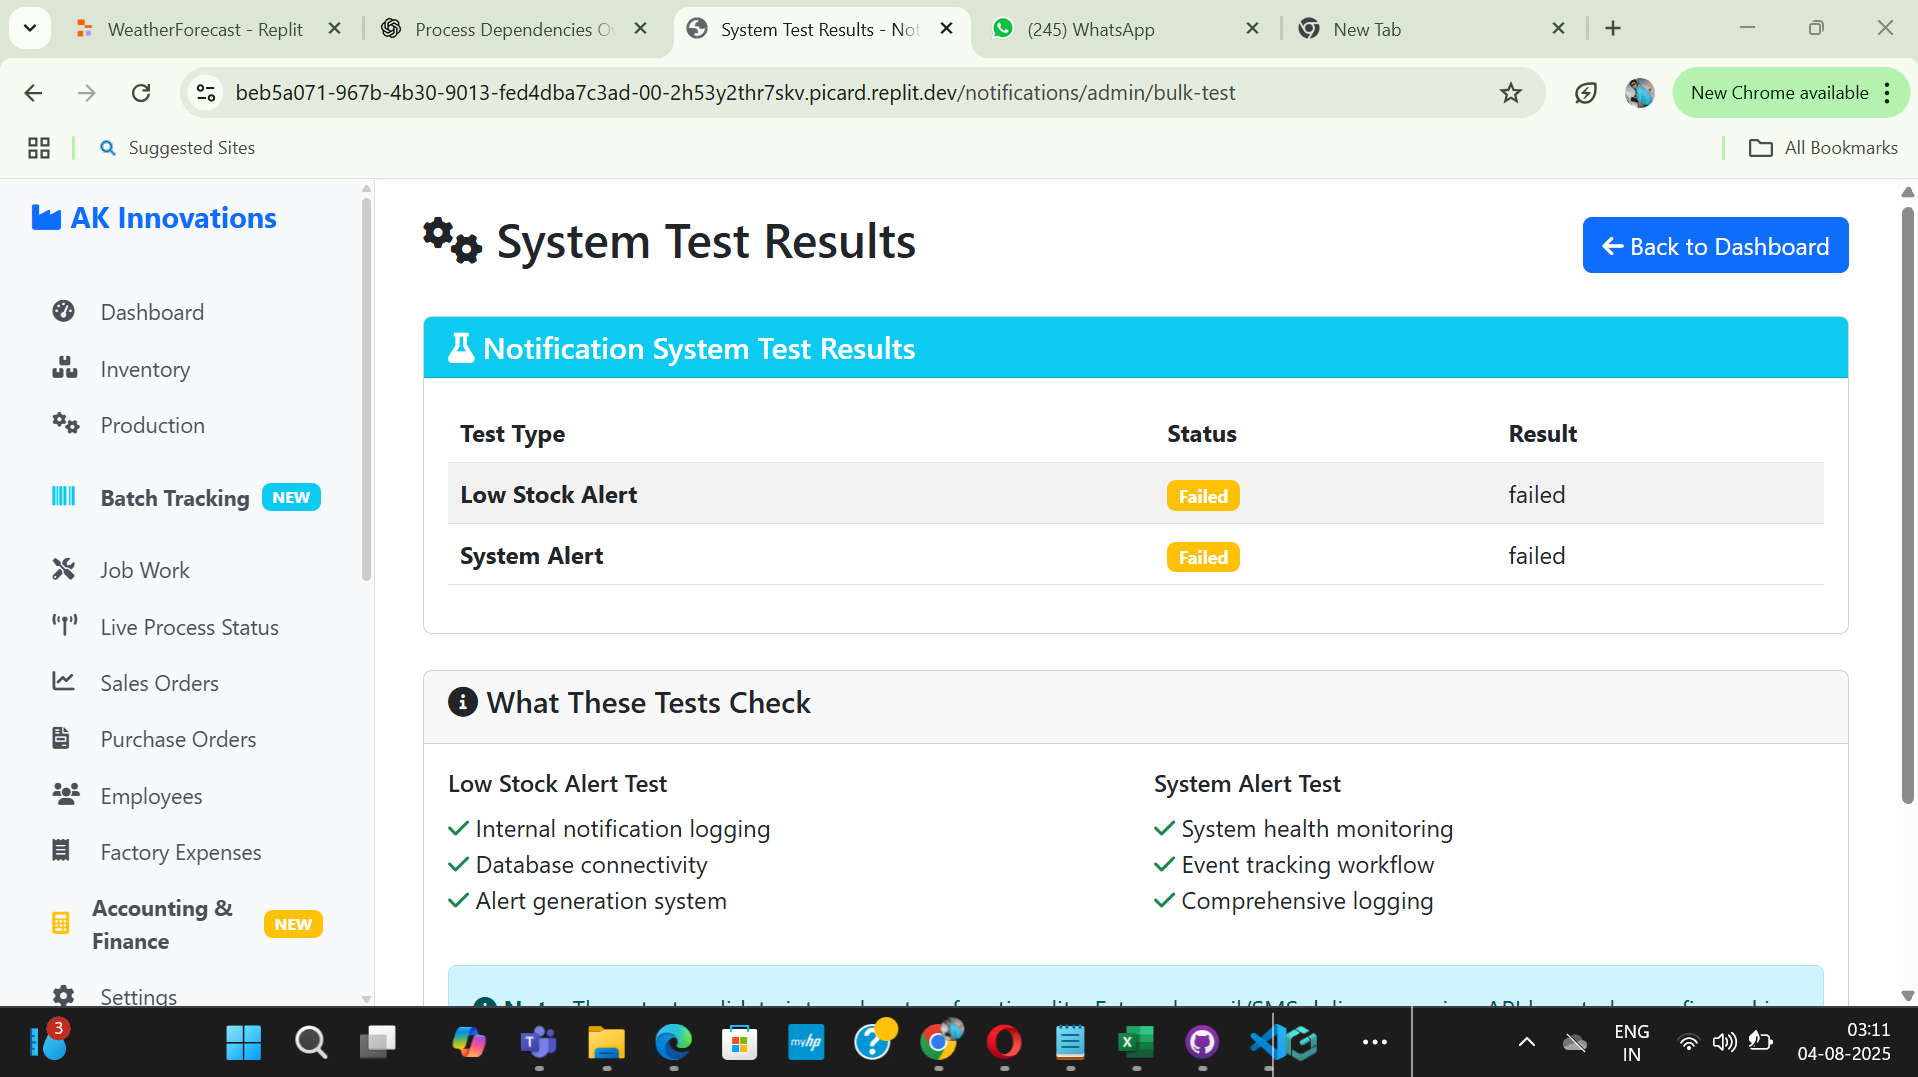 WeatherForecast - Replit
Process Dependencies Ov
System Test Results - Not
(245) WhatsApp
New Tab
beb5a071-967b-4b30-9013-fed4dba7c3ad-00-2h53y2thr7skv.picard.replit.dev/notifications/admin/bulk-test
New Chrome available
Suggested Sites
All Bookmarks
AK Innovations
Dashboard
Inventory
Production
Batch Tracking NEW
Job Work
Live Process Status
Sales Orders
Purchase Orders
Employees
Factory Expenses
Accounting &
Finance
NEW
Settings
System Test Results
Back to Dashboard
Notification System Test Results
Test Type Status Result
Low Stock Alert Failed failed
System Alert Failed failed
What These Tests Check
Low Stock Alert Test
Internal notification logging
Database connectivity
Alert generation system
System Alert Test
System health monitoring
Event tracking workflow
Comprehensive logging
3
myhp
ENG
IN
03:11
04-08-2025